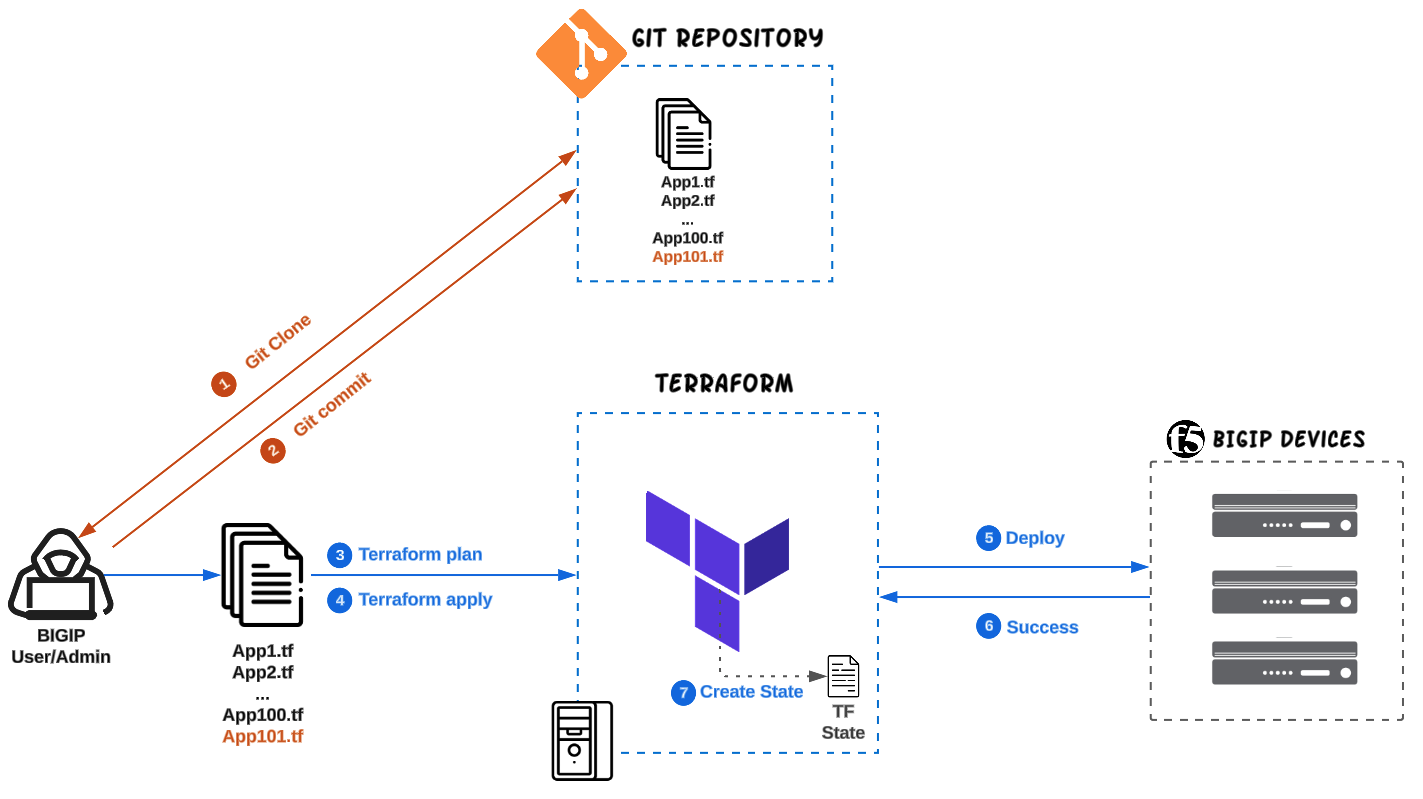 GIT REPOSITORY
App1.tf
App2.tf
...
App100.tf
App101.tf
1 Git Clone
2 Git commit
TERRAFORM
f5 BIGIP DEVICES
3 Terraform plan
4 Terraform apply
5 Deploy
6 Success
BIGIP
User/Admin
App1.tf
App2.tf
...
App100.tf
App101.tf
7 Create State
TF
State